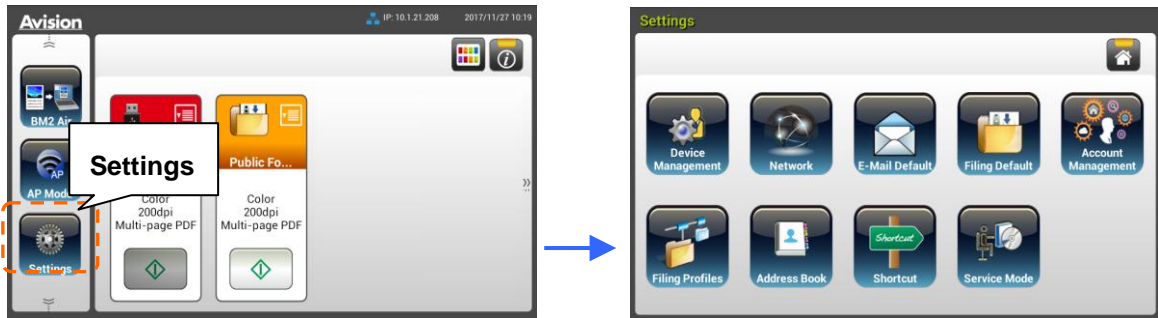 Avision
IP: 10.1.21.208
2017/11/27 10:19
BM2 Air
AP
AP Mode
Settings
Settings
Public Fo...
Color
200dpi
Multi-page PDF
Color
200dpi
Multi-page PDF
Settings
Device
Management
Network
E-Mail Default
Filing Default
Account
Management
Filing Profiles
Address Book
Shortcut
Shortcut
Service Mode